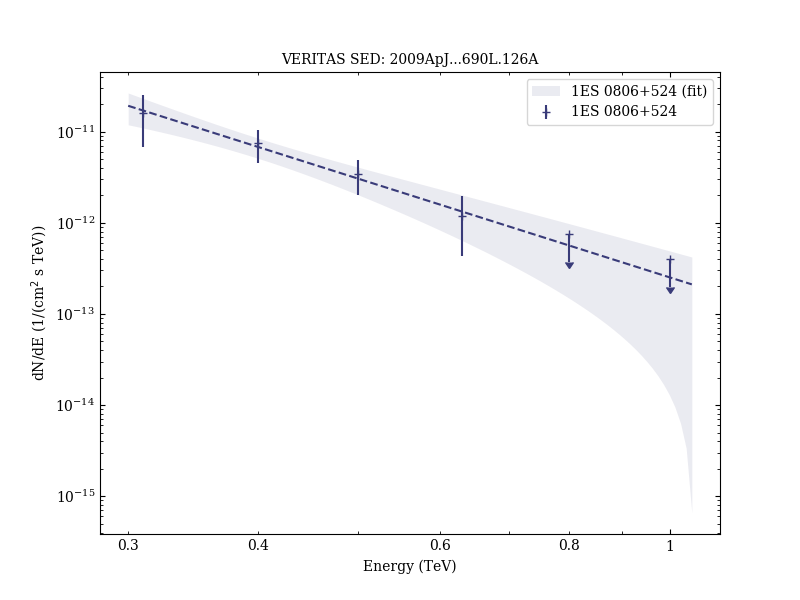 VERITAS SED: 2009ApJ...690L.126A
1ES 0806+524 (fit)
1ES 0806+524
dN/dE (1/(cm² s TeV))
10⁻¹¹
10⁻¹²
10⁻¹³
10⁻¹⁴
10⁻¹⁵
0.3 0.4 0.6 0.8 1
Energy (TeV)